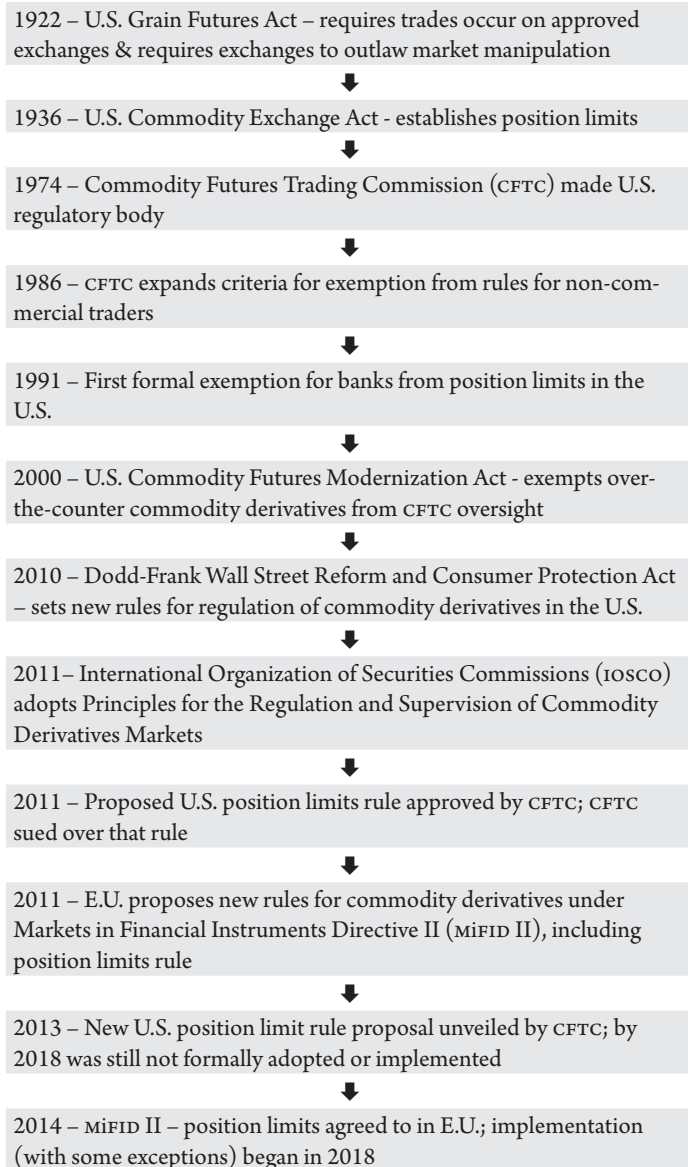 1922 – U.S. Grain Futures Act – requires trades occur on approved
exchanges & requires exchanges to outlaw market manipulation
1936 – U.S. Commodity Exchange Act - establishes position limits
1974 – Commodity Futures Trading Commission (CFTC) made U.S.
regulatory body
1986 – CFTC expands criteria for exemption from rules for non-com-
mercial traders
1991 – First formal exemption for banks from position limits in the
U.S.
2000 – U.S. Commodity Futures Modernization Act - exempts over-
the-counter commodity derivatives from CFTC oversight
2010 – Dodd-Frank Wall Street Reform and Consumer Protection Act
– sets new rules for regulation of commodity derivatives in the U.S.
2011– International Organization of Securities Commissions (IOSCO)
adopts Principles for the Regulation and Supervision of Commodity
Derivatives Markets
2011 – Proposed U.S. position limits rule approved by CFTC; CFTC
sued over that rule
2011 – E.U. proposes new rules for commodity derivatives under
Markets in Financial Instruments Directive II (MiFID II), including
position limits rule
2013 – New U.S. position limit rule proposal unveiled by CFTC; by
2018 was still not formally adopted or implemented
2014 – MiFID II – position limits agreed to in E.U.; implementation
(with some exceptions) began in 2018